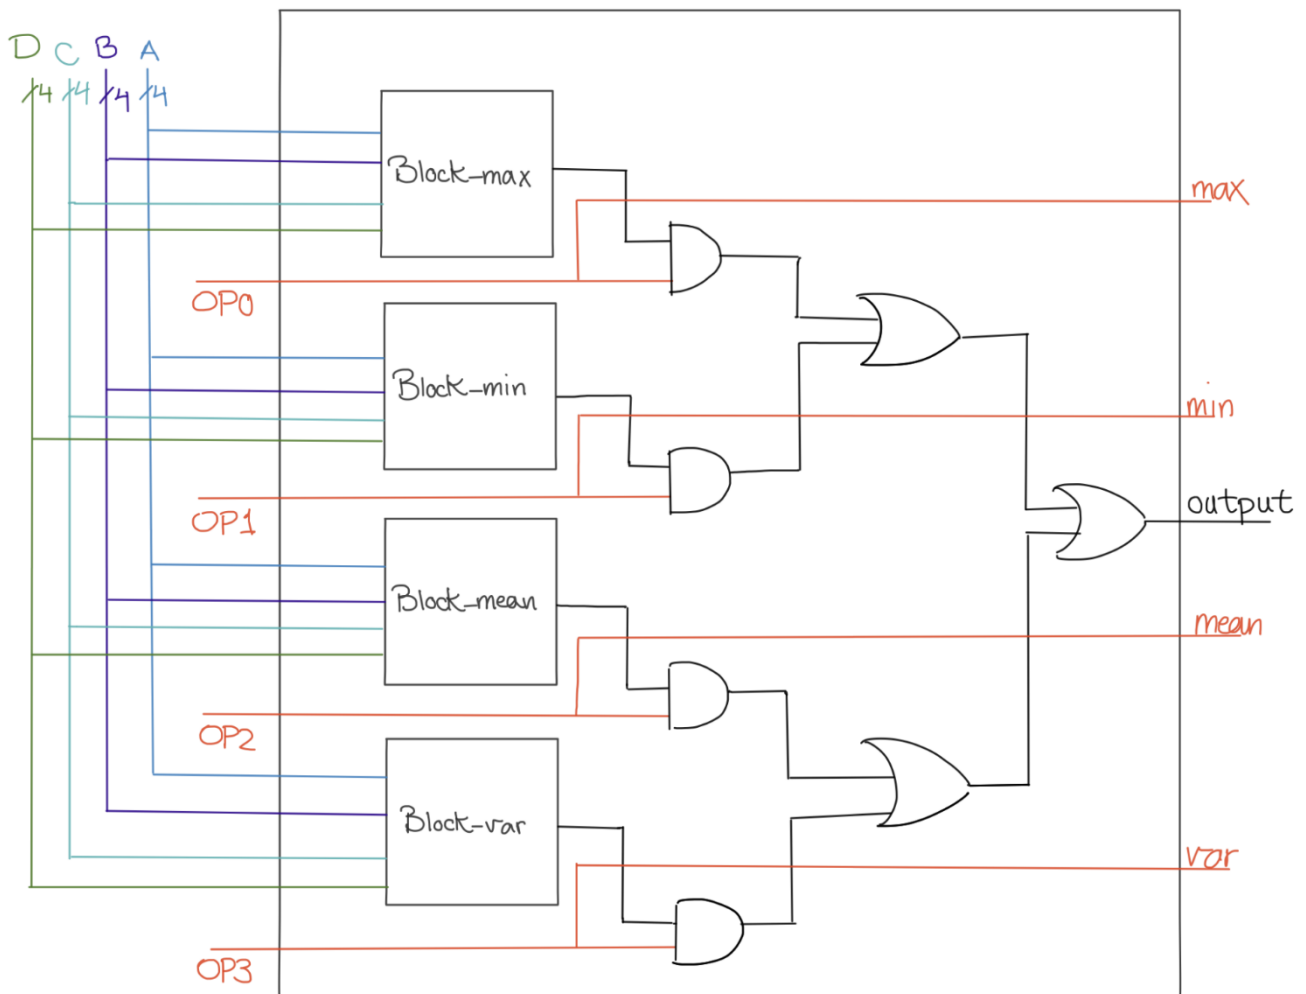 D C B A
4 4 4 4
Block-max
max
OP0
Block-min
min
OP1
output
Block-mean
mean
OP2
Block-var
var
OP3